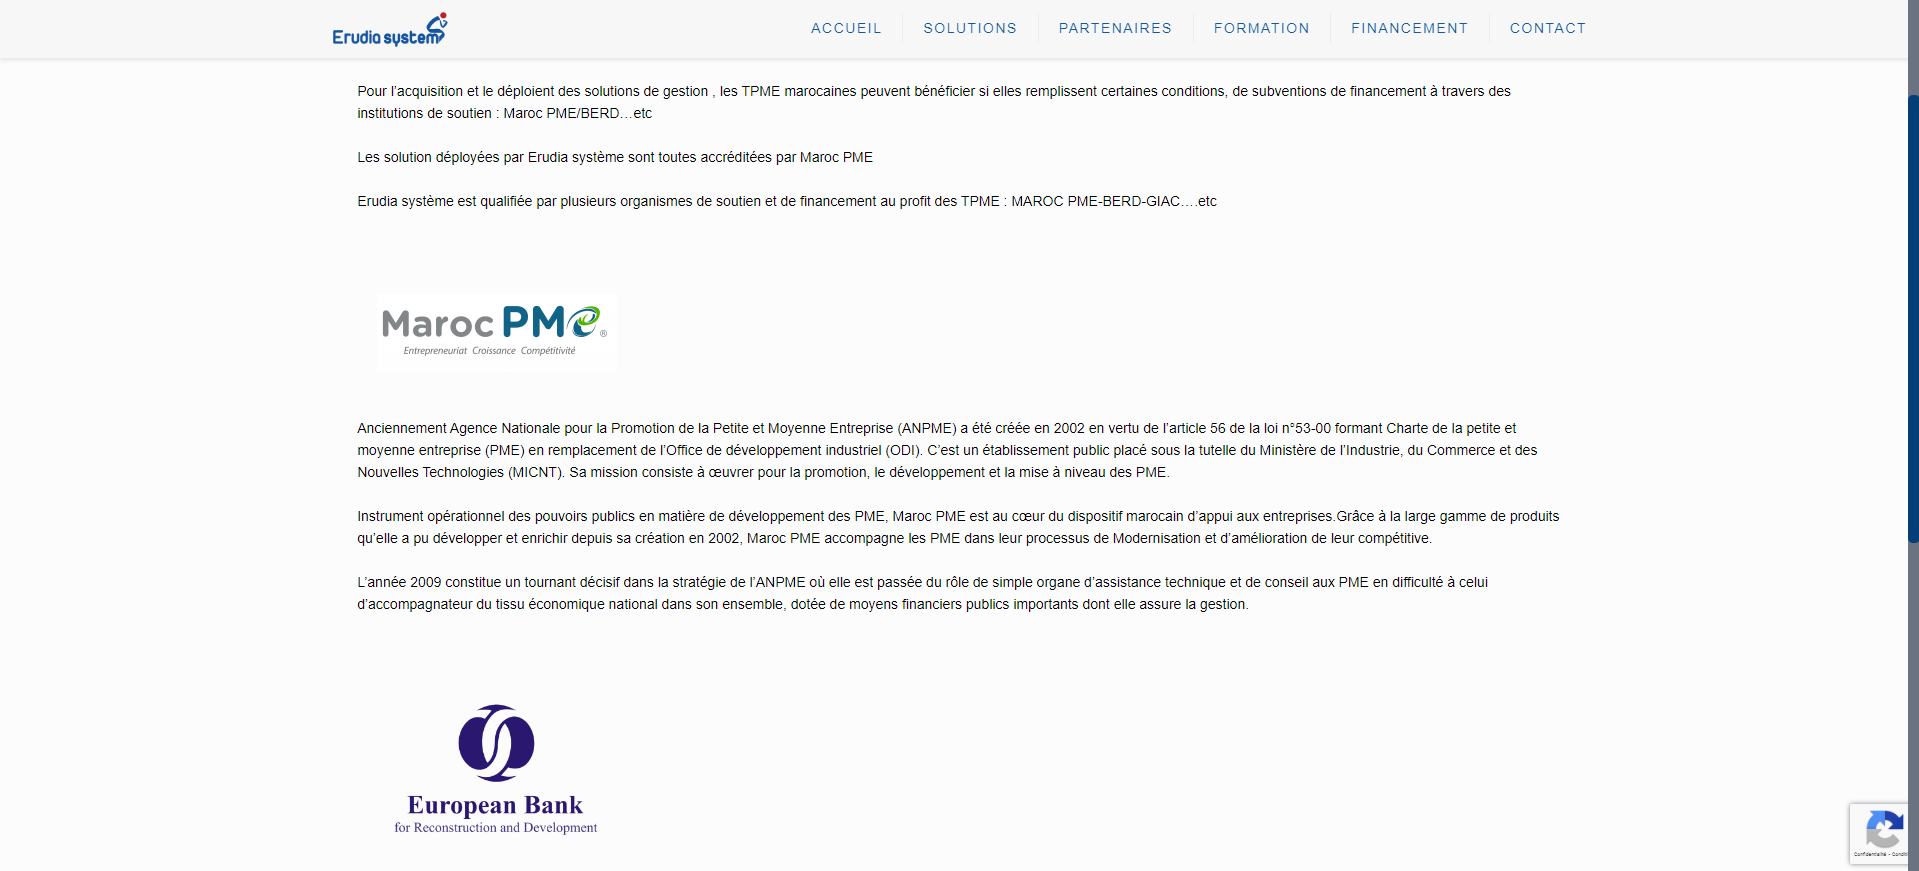 Erudia system
ACCUEIL
SOLUTIONS
PARTENAIRES
FORMATION
FINANCEMENT
CONTACT
Pour l’acquisition et le déploient des solutions de gestion , les TPME marocaines peuvent bénéficier si elles remplissent certaines conditions, de subventions de financement à travers des
institutions de soutien : Maroc PME/BERD…etc
Les solution déployées par Erudia système sont toutes accréditées par Maroc PME
Erudia système est qualifiée par plusieurs organismes de soutien et de financement au profit des TPME : MAROC PME-BERD-GIAC….etc
Maroc PMe®
Entrepreneuriat Croissance Compétitivité
Anciennement Agence Nationale pour la Promotion de la Petite et Moyenne Entreprise (ANPME) a été créée en 2002 en vertu de l’article 56 de la loi n°53-00 formant Charte de la petite et
moyenne entreprise (PME) en remplacement de l’Office de développement industriel (ODI). C’est un établissement public placé sous la tutelle du Ministère de l’Industrie, du Commerce et des
Nouvelles Technologies (MICNT). Sa mission consiste à œuvrer pour la promotion, le développement et la mise à niveau des PME.
Instrument opérationnel des pouvoirs publics en matière de développement des PME, Maroc PME est au cœur du dispositif marocain d’appui aux entreprises.Grâce à la large gamme de produits
qu’elle a pu développer et enrichir depuis sa création en 2002, Maroc PME accompagne les PME dans leur processus de Modernisation et d’amélioration de leur compétitive.
L’année 2009 constitue un tournant décisif dans la stratégie de l’ANPME où elle est passée du rôle de simple organe d’assistance technique et de conseil aux PME en difficulté à celui
d’accompagnateur du tissu économique national dans son ensemble, dotée de moyens financiers publics importants dont elle assure la gestion.
European Bank
for Reconstruction and Development
Confidentialité -